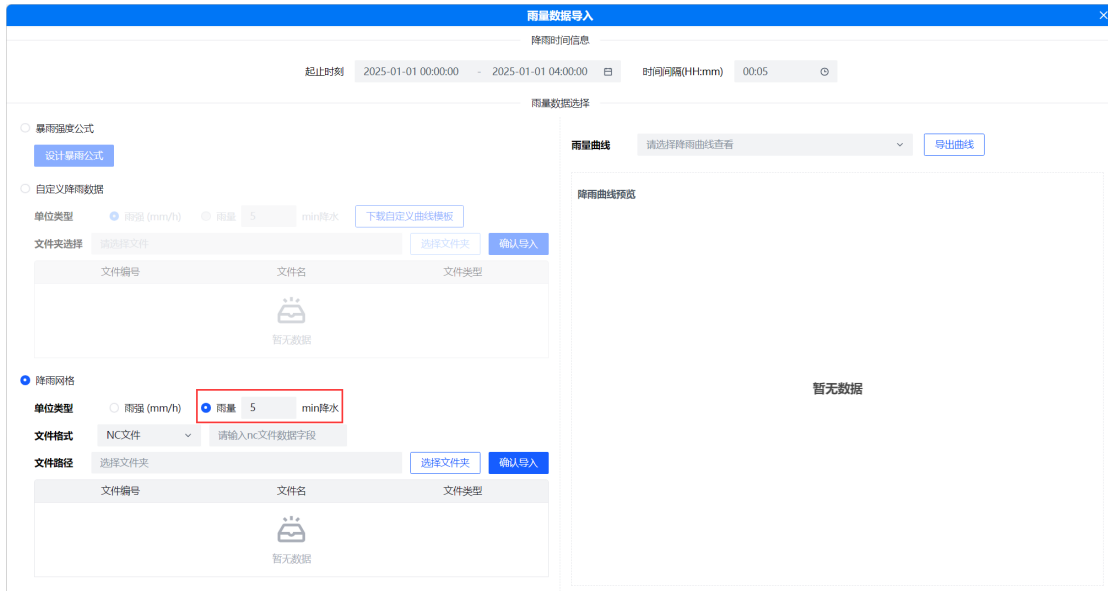 雨量数据导入
降雨时间信息
起止时刻 2025-01-01 00:00:00 - 2025-01-01 04:00:00 时间间隔(HH:mm) 00:05
雨量数据选择
暴雨强度公式
设计暴雨公式
自定义降雨数据
单位类型 雨强 (mm/h) 雨量 5 min降水 下载自定义曲线模板
文件夹选择 请选择文件 选择文件夹 确认导入
文件编号 文件名 文件类型
暂无数据
降雨网格
单位类型 雨强 (mm/h) 雨量 5 min降水
文件格式 NC文件 请输入nc文件数据字段
文件路径 选择文件夹 选择文件夹 确认导入
文件编号 文件名 文件类型
暂无数据
雨量曲线 请选择降雨曲线查看 导出曲线
降雨曲线预览
暂无数据